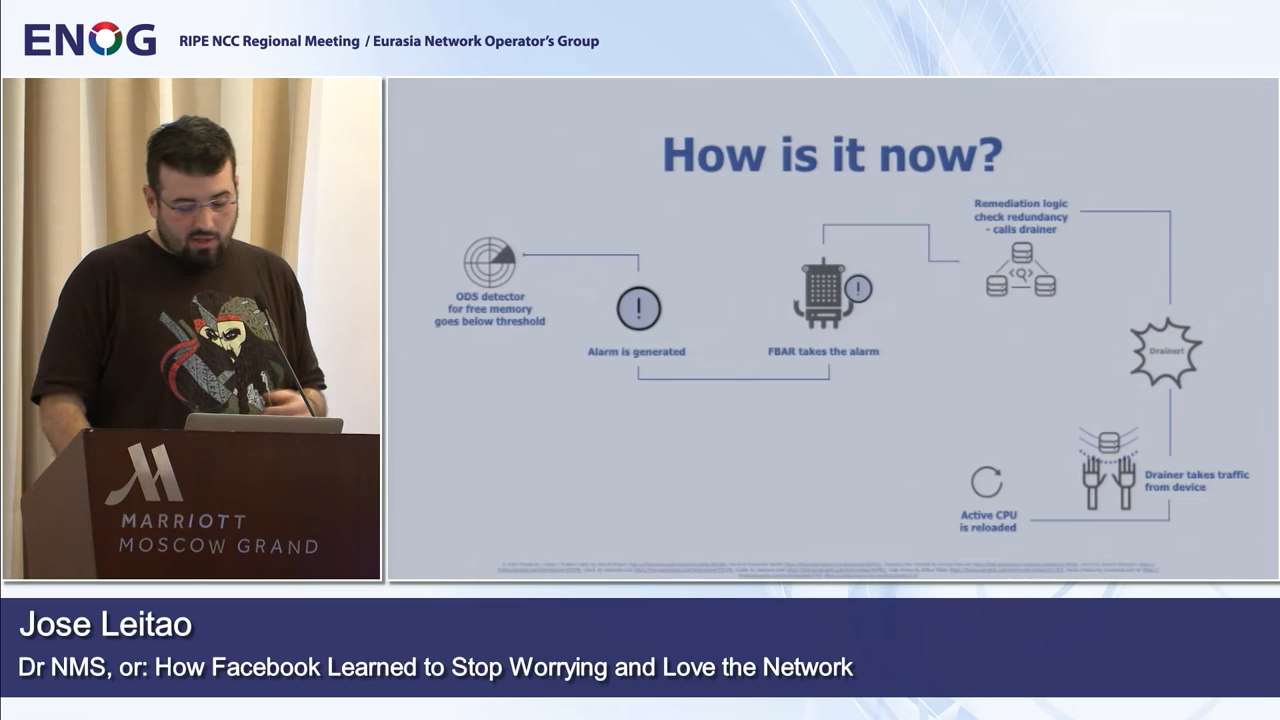 ENOG
RIPE NCC Regional Meeting / Eurasia Network Operator's Group
How is it now?
ODS detector
for free memory
goes below threshold
!
Alarm is generated
!
FBAR takes the alarm
Remediation logic
check redundancy
- calls drainer
<Q>
Drainer!
Drainer takes traffic
from device
Active CPU
is reloaded
MARRIOTT
MOSCOW GRAND
Jose Leitao
Dr NMS, or: How Facebook Learned to Stop Worrying and Love the Network